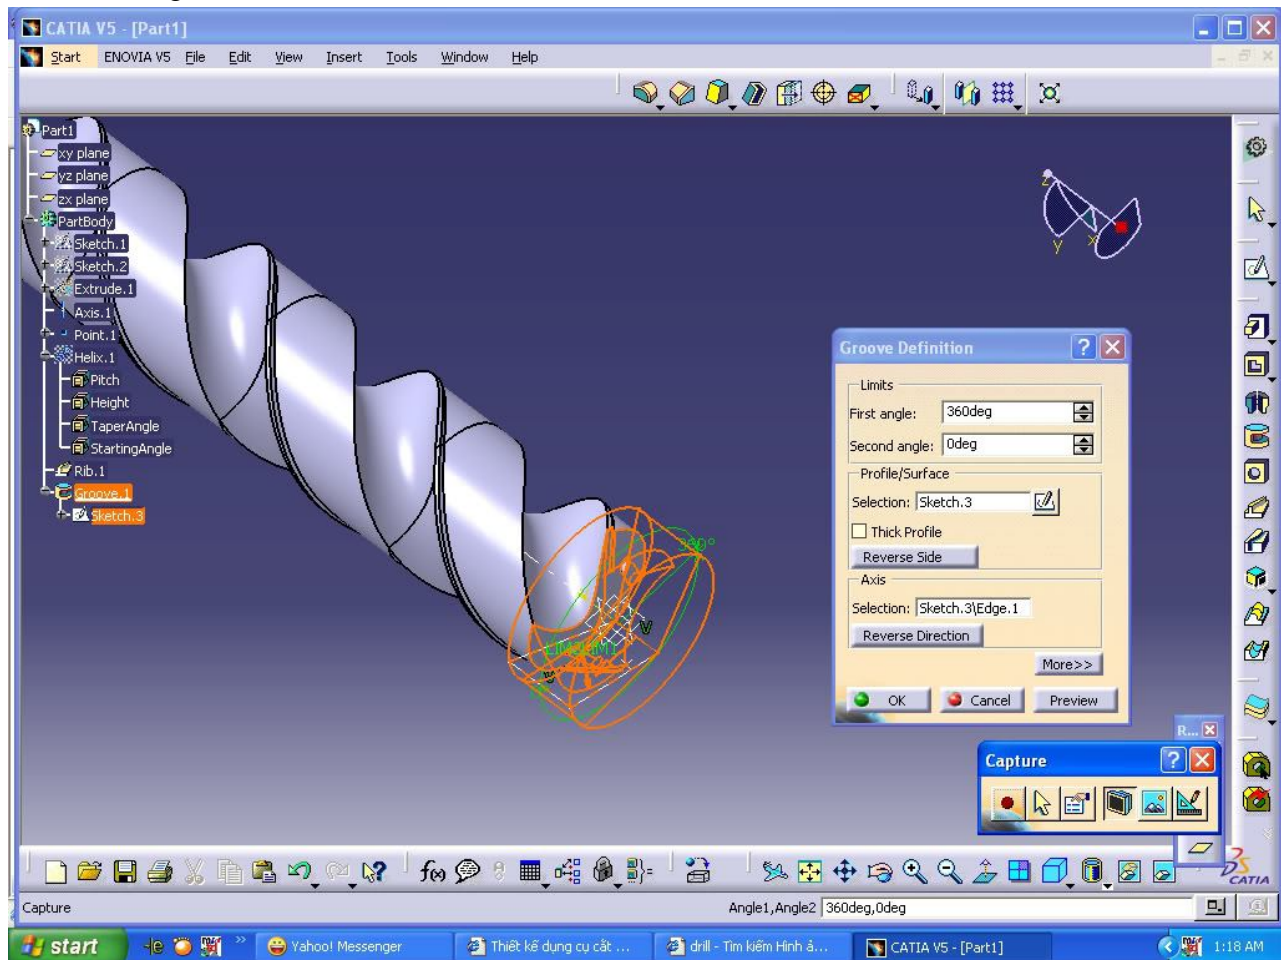 CATIA V5 - [Part1]
Start ENOVIA V5 File Edit View Insert Tools Window Help
Part1
xy plane
yz plane
zx plane
PartBody
Sketch.1
Sketch.2
Extrude.1
Axis.1
Point.1
Helix.1
Pitch
Height
TaperAngle
StartingAngle
Rib.1
Groove.1
Sketch.3
z
y
x
360°
V
LIM1
Groove Definition
Limits
First angle: 360deg
Second angle: 0deg
Profile/Surface
Selection: Sketch.3
Thick Profile
Reverse Side
Axis
Selection: Sketch.3\Edge.1
Reverse Direction
More>>
OK Cancel Preview
R...
Capture
f(x)
CATIA
Capture Angle1,Angle2 360deg,0deg
start Yahoo! Messenger Thiết kế dụng cụ cắt ... drill - Tìm kiếm Hình ả... CATIA V5 - [Part1] 1:18 AM